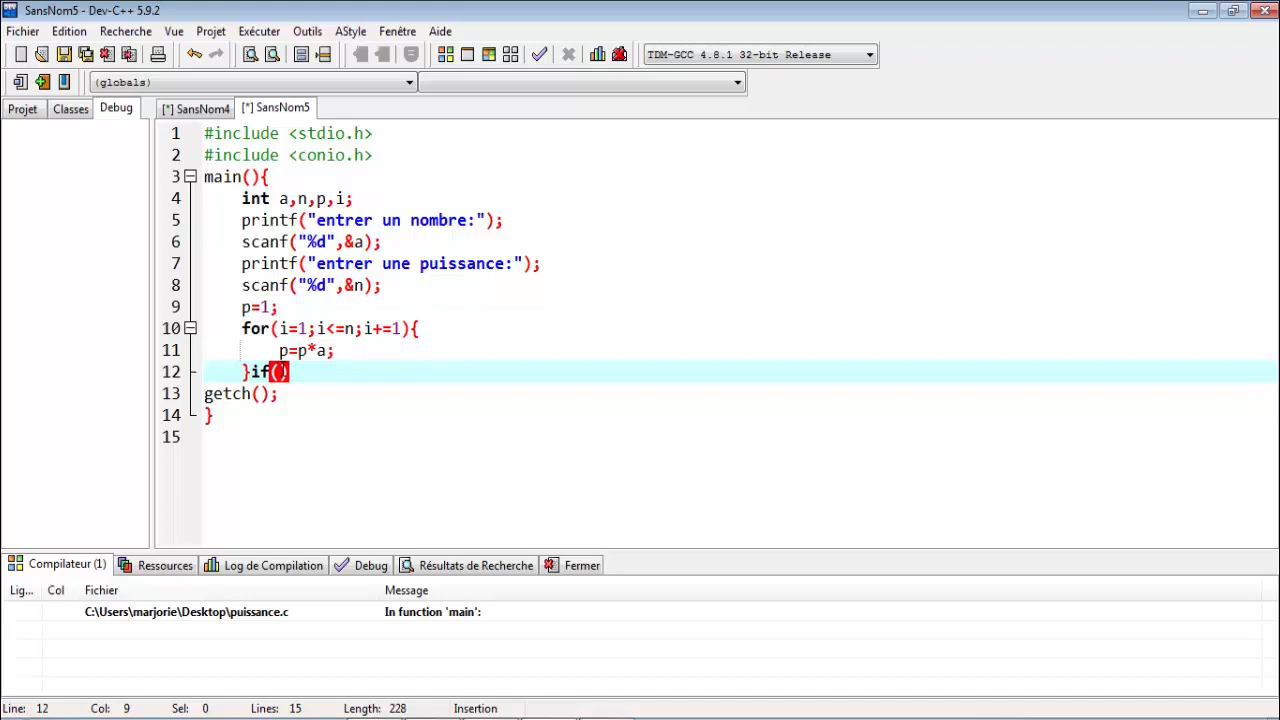 SansNom5 - Dev-C++ 5.9.2
Fichier Edition Recherche Vue Projet Exécuter Outils AStyle Fenêtre Aide
TDM-GCC 4.8.1 32-bit Release
(globals)
Projet Classes Debug [*] SansNom4 [*] SansNom5
1 #include <stdio.h>
2 #include <conio.h>
3 main(){
4 int a,n,p,i;
5 printf("entrer un nombre:");
6 scanf("%d",&a);
7 printf("entrer une puissance:");
8 scanf("%d",&n);
9 p=1;
10 for(i=1;i<=n;i+=1){
11 p=p*a;
12 }if()
13 getch();
14 }
15
Compilateur (1) Ressources Log de Compilation Debug Résultats de Recherche Fermer
Lig... Col Fichier Message
C:\Users\marjorie\Desktop\puissance.c In function 'main':
Line: 12 Col: 9 Sel: 0 Lines: 15 Length: 228 Insertion